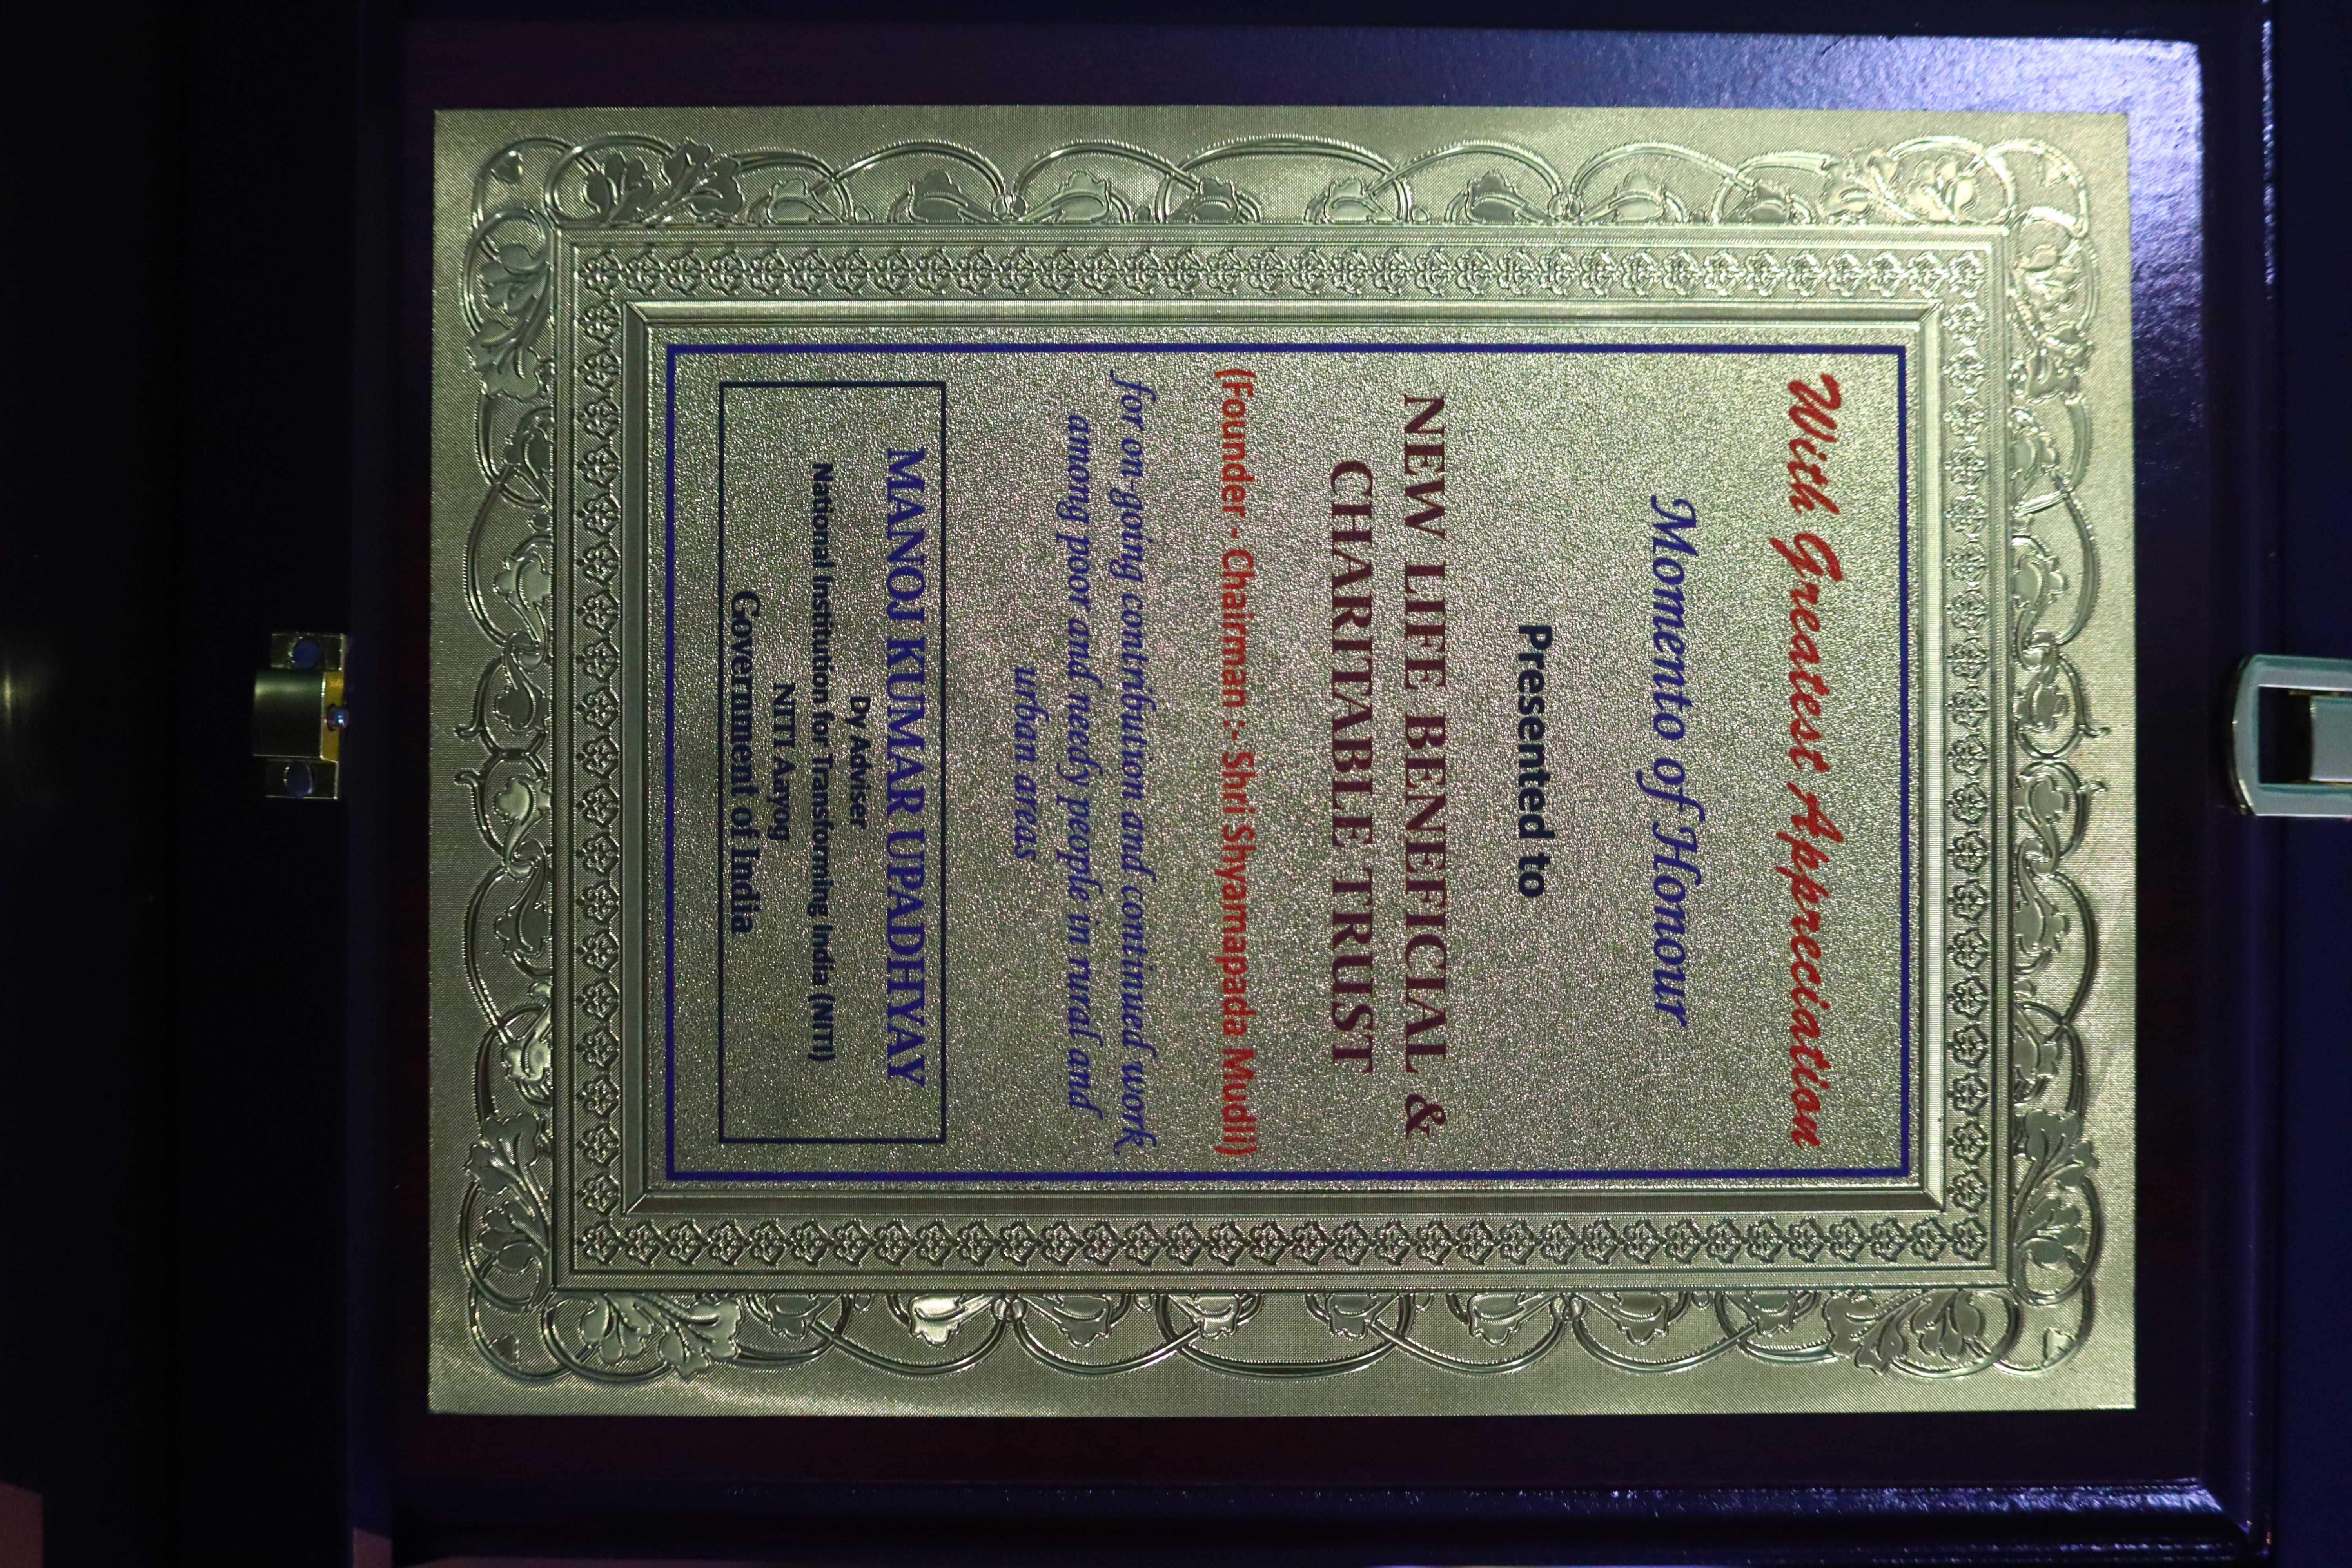 With Greatest Appreciation
Momento of Honour
Presented to
NEW LIFE BENEFICIAL &
CHARITABLE TRUST
(Founder - Chairman :- Shri Shyamapada Mudli)
for on-going contribution and continued work
among poor and needy people in rural and
urban areas
MANOJ KUMAR UPADHYAY
Dy Adviser
National Institution for Transforming India (NITI)
NITI Aayog
Government of India